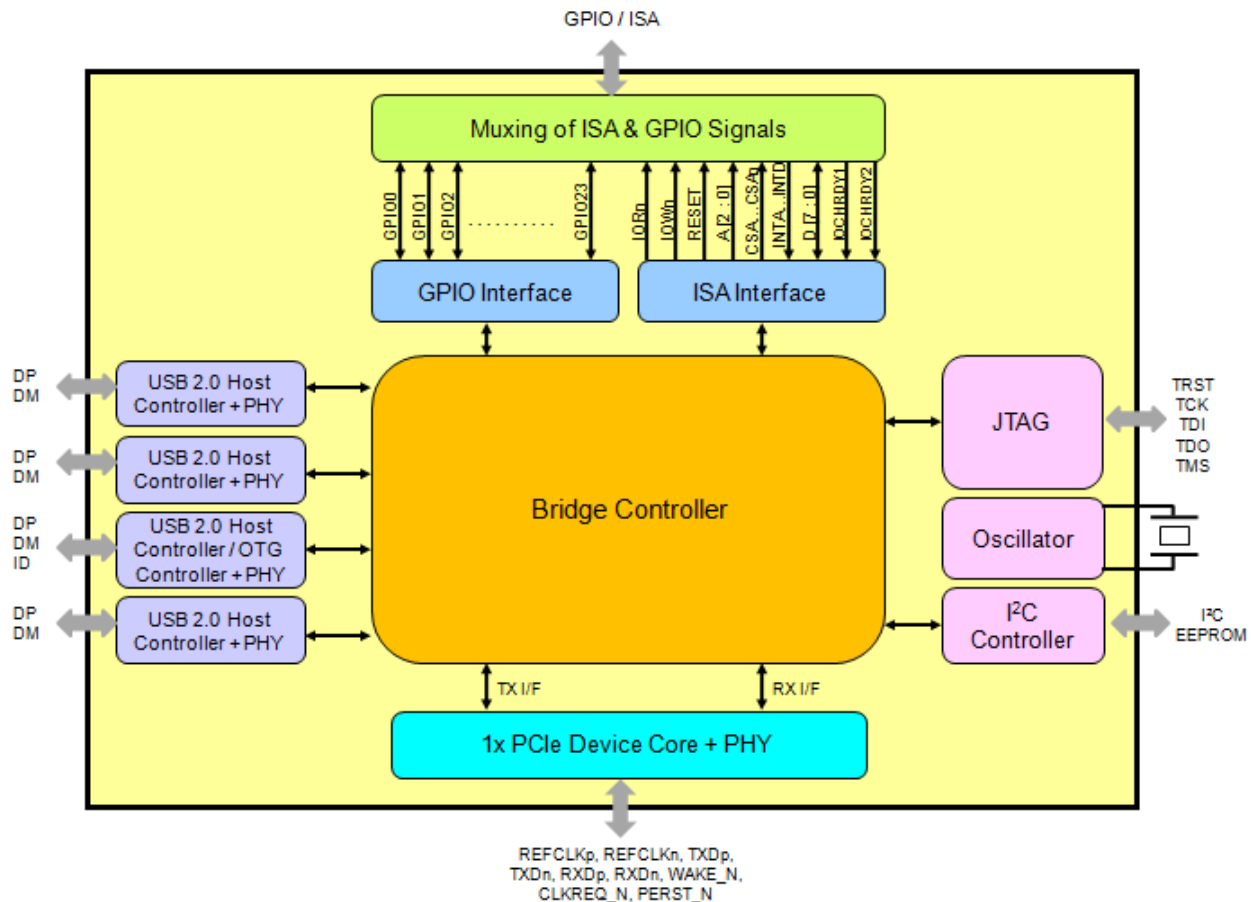 GPIO / ISA
Muxing of ISA & GPIO Signals
GPIO0
GPIO1
GPIO2
. . . . . . . . . .
GPIO23
IORn
IOWn
RESET
A[2 : 0]
CSA...CSAn
INTA...INTD
D[7 : 0]
IOCHRDY1
IOCHRDY2
GPIO Interface
ISA Interface
DP
DM
USB 2.0 Host
Controller + PHY
DP
DM
USB 2.0 Host
Controller + PHY
DP
DM
ID
USB 2.0 Host
Controller / OTG
Controller + PHY
DP
DM
USB 2.0 Host
Controller + PHY
Bridge Controller
JTAG
TRST
TCK
TDI
TDO
TMS
Oscillator
I²C
Controller
I²C
EEPROM
TX I/F
RX I/F
1x PCIe Device Core + PHY
REFCLKp, REFCLKn, TXDp,
TXDn, RXDp, RXDn, WAKE_N,
CLKREQ_N, PERST_N